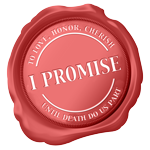 TO LOVE, HONOR, CHERISH
I PROMISE
UNTIL DEATH DO US PART